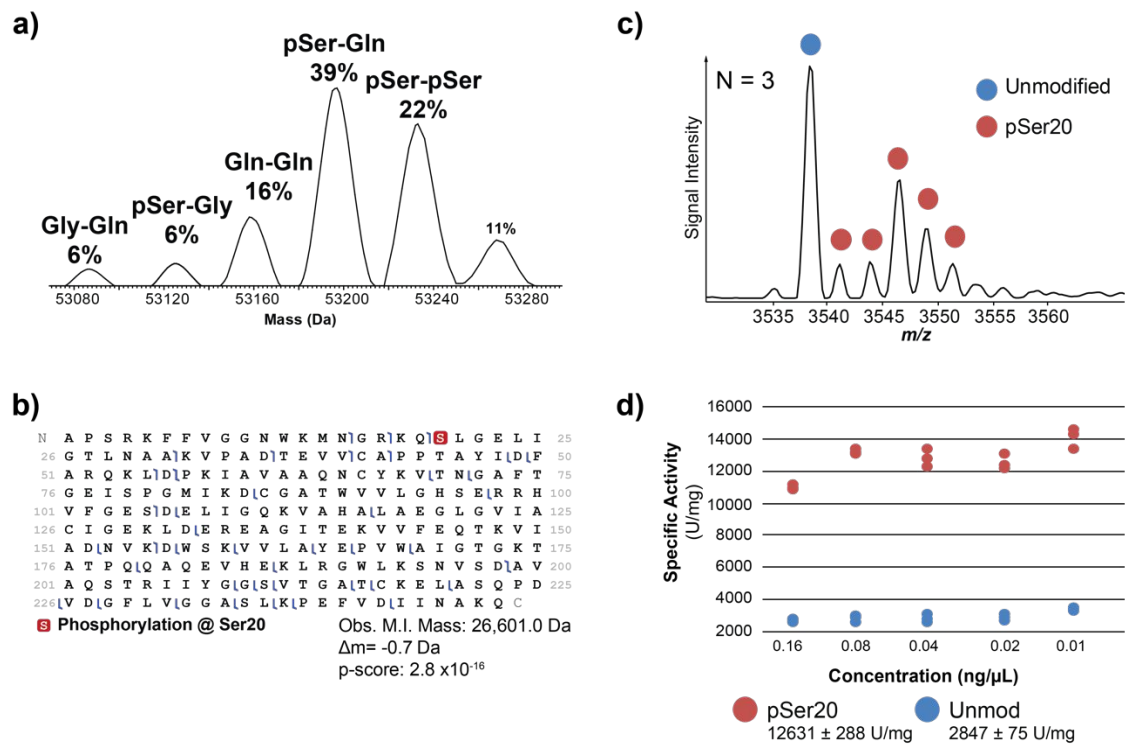 a)
pSer-Gln
39%
pSer-pSer
22%
Gln-Gln
16%
pSer-Gly
6%
Gly-Gln
6%
11%
53080 53120 53160 53200 53240 53280
Mass (Da)
b)
N A P S R K F F V G G N W K M N G R K Q S L G E L I 25
26 G T L N A A K V P A D T E V V C A P P T A Y I D F 50
51 A R Q K L D P K I A V A A Q N C Y K V T N G A F T 75
76 G E I S P G M I K D C G A T W V V L G H S E R R H 100
101 V F G E S D E L I G Q K V A H A L A E G L G V I A 125
126 C I G E K L D E R E A G I T E K V V F E Q T K V I 150
151 A D N V K D W S K V V L A Y E P V W A I G T G K T 175
176 A T P Q Q A Q E V H E K L R G W L K S N V S D A V 200
201 A Q S T R I I Y G G S V T G A T C K E L A S Q P D 225
226 V D G F L V G G A S L K P E F V D I I N A K Q C
S Phosphorylation @ Ser20
Obs. M.I. Mass: 26,601.0 Da
Δm= -0.7 Da
p-score: 2.8 x10-16
c)
N = 3
Unmodified
pSer20
Signal Intensity
3535 3540 3545 3550 3555 3560
m/z
d)
Specific Activity
(U/mg)
16000
14000
12000
10000
8000
6000
4000
2000
0.16 0.08 0.04 0.02 0.01
Concentration (ng/µL)
pSer20
12631 ± 288 U/mg
Unmod
2847 ± 75 U/mg